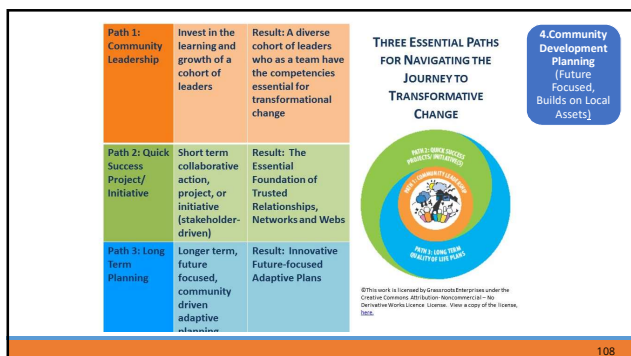 Path 1:
Community
Leadership
Invest in the
learning and
growth of a
cohort of
leaders
Result: A diverse
cohort of leaders
who as a team have
the competencies
essential for
transformational
change
Path 2: Quick
Success
Project/
Initiative
Short term
collaborative
action,
project, or
initiative
(stakeholder-
driven)
Result: The
Essential
Foundation of
Trusted
Relationships,
Networks and Webs
Path 3: Long
Term
Planning
Longer term,
future
focused,
community
driven
adaptive
planning
Result: Innovative
Future-focused
Adaptive Plans
THREE ESSENTIAL PATHS
FOR NAVIGATING THE
JOURNEY TO
TRANSFORMATIVE
CHANGE
PATH 2: QUICK SUCCESS
PROJECTS/ (INITIATIVES)
PATH 1: COMMUNITY LEADERSHIP
PATH 3: LONG TERM
QUALITY OF LIFE PLANS
©This work is licensed by Grassroots Enterprises under the
Creative Commons Attribution- Noncommercial – No
Derivative Works Licence License. View a copy of the license,
here.
4.Community
Development
Planning
(Future
Focused,
Builds on Local
Assets)
108